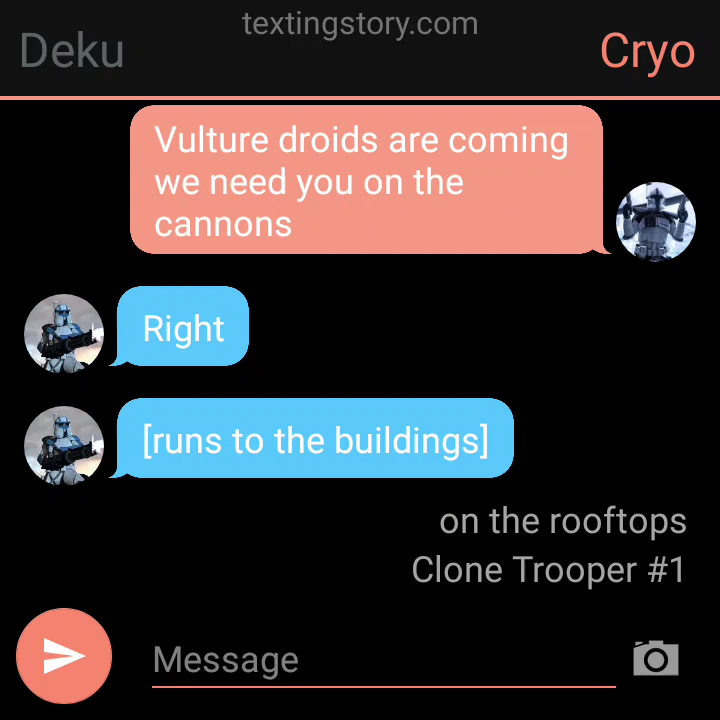 textingstory.com
Deku
Cryo
Vulture droids are coming
we need you on the
cannons
Right
[runs to the buildings]
on the rooftops
Clone Trooper #1
Message